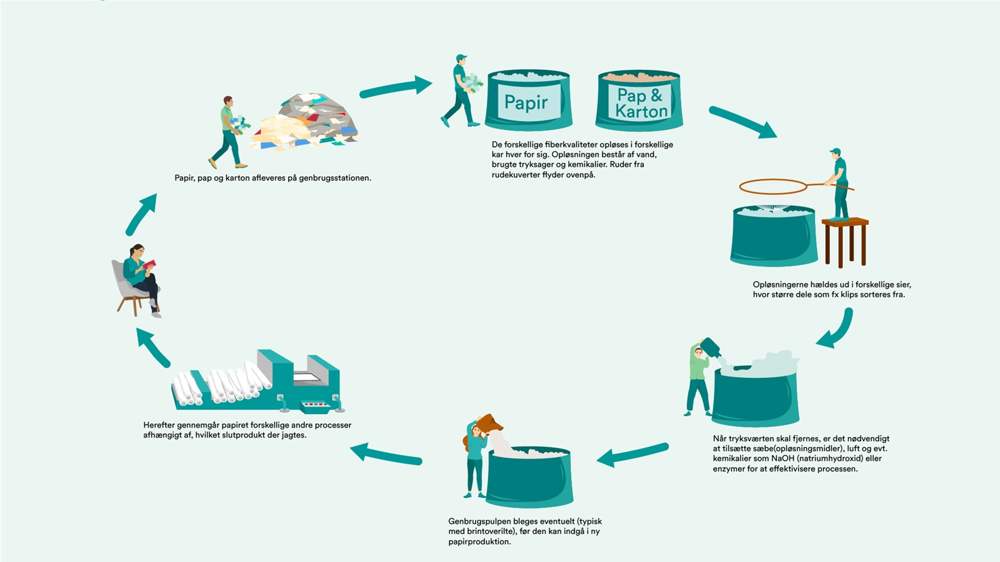 Papir
Pap &
Karton
De forskellige fiberkvaliteter opløses i forskellige
kar hver for sig. Opløsningen består af vand,
brugte tryksager og kemikalier. Ruder fra
rudekuverter flyder ovenpå.
Papir, pap og karton afleveres på genbrugsstationen.
Opløsningerne hældes ud i forskellige sier,
hvor større dele som fx klips sorteres fra.
Når tryksværten skal fjernes, er det nødvendigt
at tilsætte sæbe(opløsningsmidler), luft og evt.
kemikalier som NaOH (natriumhydroxid) eller
enzymer for at effektivisere processen.
Genbrugspulpen bleges eventuelt (typisk
med brintoverilte), før den kan indgå i ny
papirproduktion.
Herefter gennemgår papiret forskellige andre processer
afhængigt af, hvilket slutprodukt der jagtes.